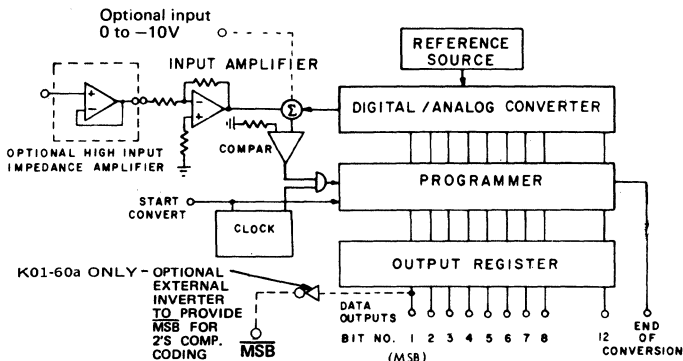 Optional input
0 to −10V
REFERENCE
SOURCE
INPUT AMPLIFIER
Σ
DIGITAL / ANALOG CONVERTER
+
−
−
+
COMPAR
OPTIONAL HIGH INPUT
IMPEDANCE AMPLIFIER
PROGRAMMER
START
CONVERT
CLOCK
OUTPUT REGISTER
K01-60a ONLY – OPTIONAL
EXTERNAL
INVERTER
TO PROVIDE
MSB FOR
2'S COMP.
CODING
MSB
DATA
OUTPUTS
BIT NO. 1 2 3 4 5 6 7 8 12
(MSB)
END
OF
CONVERSION